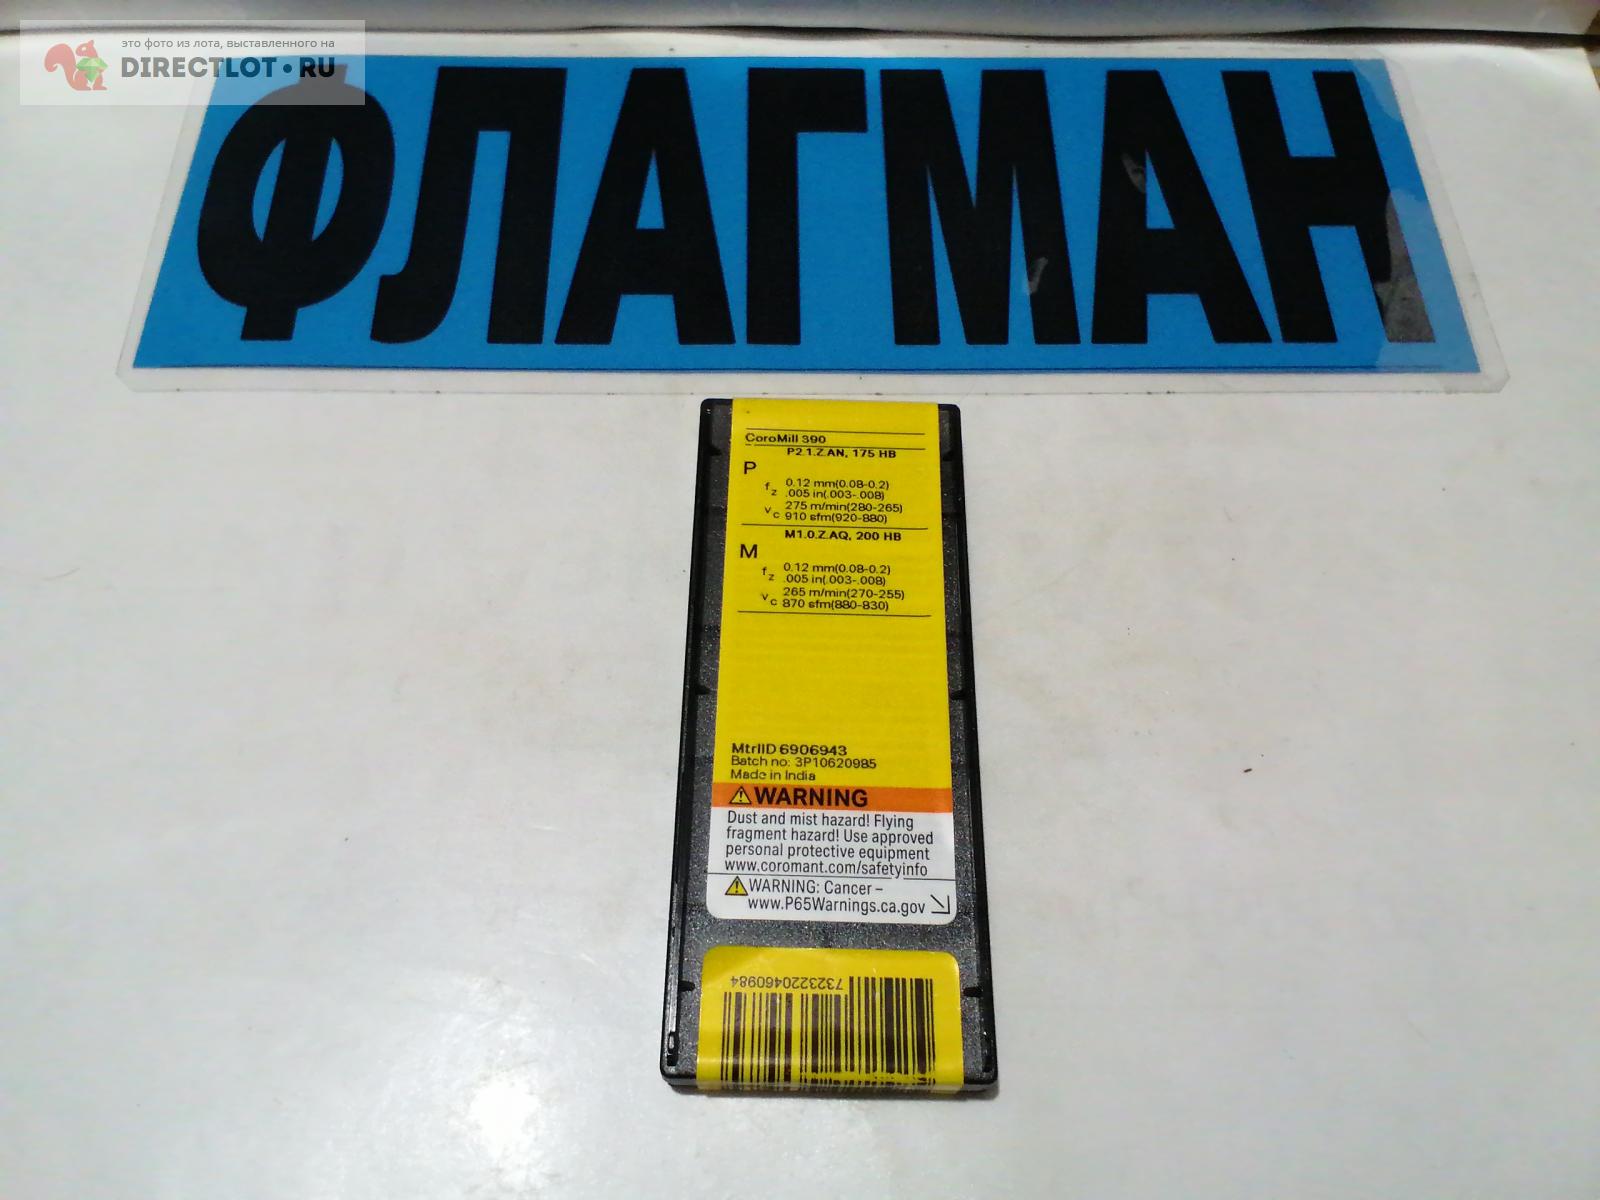 это фото из лота, выставленного на
DIRECTLOT•RU
ФЛАГМАН
CoroMill 390
P2.1.Z.AN, 175 HB
P
fz 0.12 mm(0.08-0.2)
.005 in(.003-.008)
vc 275 m/min(280-265)
910 sfm(920-880)
M1.0.Z.AQ, 200 HB
M
fz 0.12 mm(0.08-0.2)
.005 in(.003-.008)
vc 265 m/min(270-255)
870 sfm(880-830)
MtrlID 6906943
Batch no: 3P10620985
Made in India
WARNING
Dust and mist hazard! Flying
fragment hazard! Use approved
personal protective equipment
www.coromant.com/safetyinfo
WARNING: Cancer –
www.P65Warnings.ca.gov
7323220460984